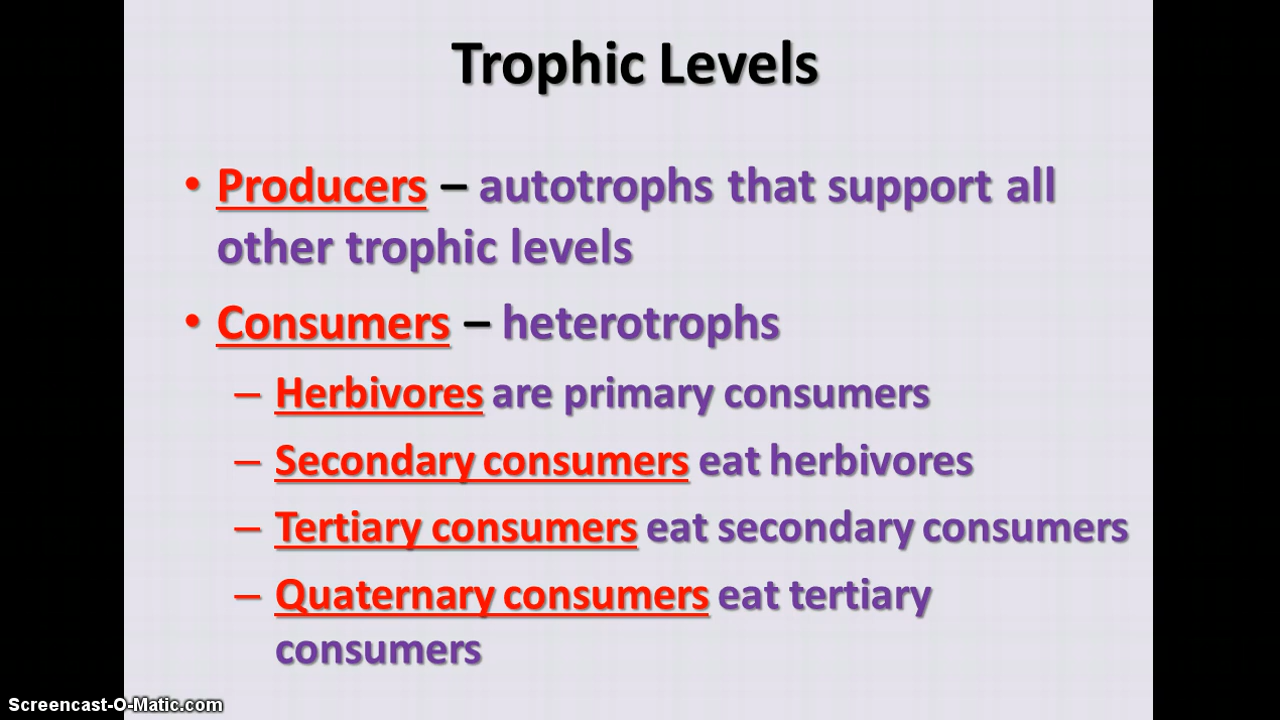 Trophic Levels
• Producers – autotrophs that support all
other trophic levels
• Consumers – heterotrophs
– Herbivores are primary consumers
– Secondary consumers eat herbivores
– Tertiary consumers eat secondary consumers
– Quaternary consumers eat tertiary
consumers
Screencast-O-Matic.com